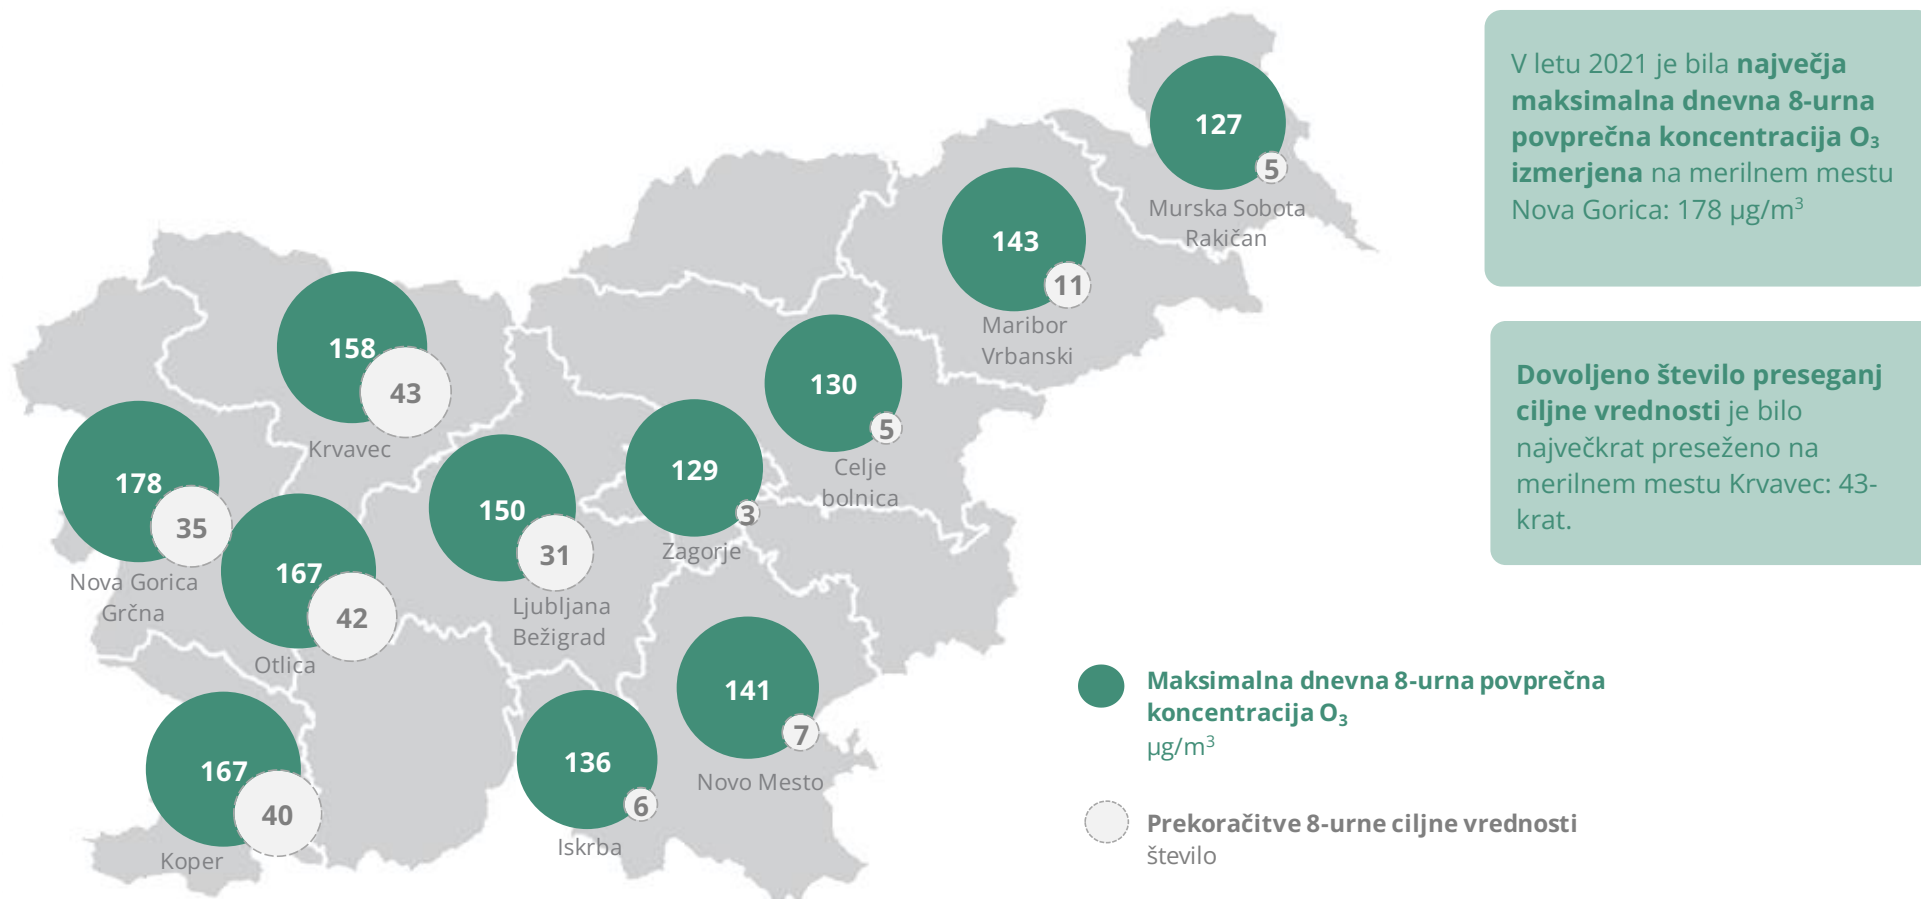 127
5
Murska Sobota
Rakičan
143
11
Maribor
Vrbanski
158
43
Krvavec
130
5
Celje
bolnica
178
35
Nova Gorica
Grčna
129
3
Zagorje
150
31
Ljubljana
Bežigrad
167
42
Otlica
141
7
Novo Mesto
136
6
Iskrba
167
40
Koper
V letu 2021 je bila največja
maksimalna dnevna 8-urna
povprečna koncentracija O₃
izmerjena na merilnem mestu
Nova Gorica: 178 µg/m³
Dovoljeno število preseganj
ciljne vrednosti je bilo
največkrat preseženo na
merilnem mestu Krvavec: 43-
krat.
Maksimalna dnevna 8-urna povprečna
koncentracija O₃
µg/m³
Prekoračitve 8-urne ciljne vrednosti
število